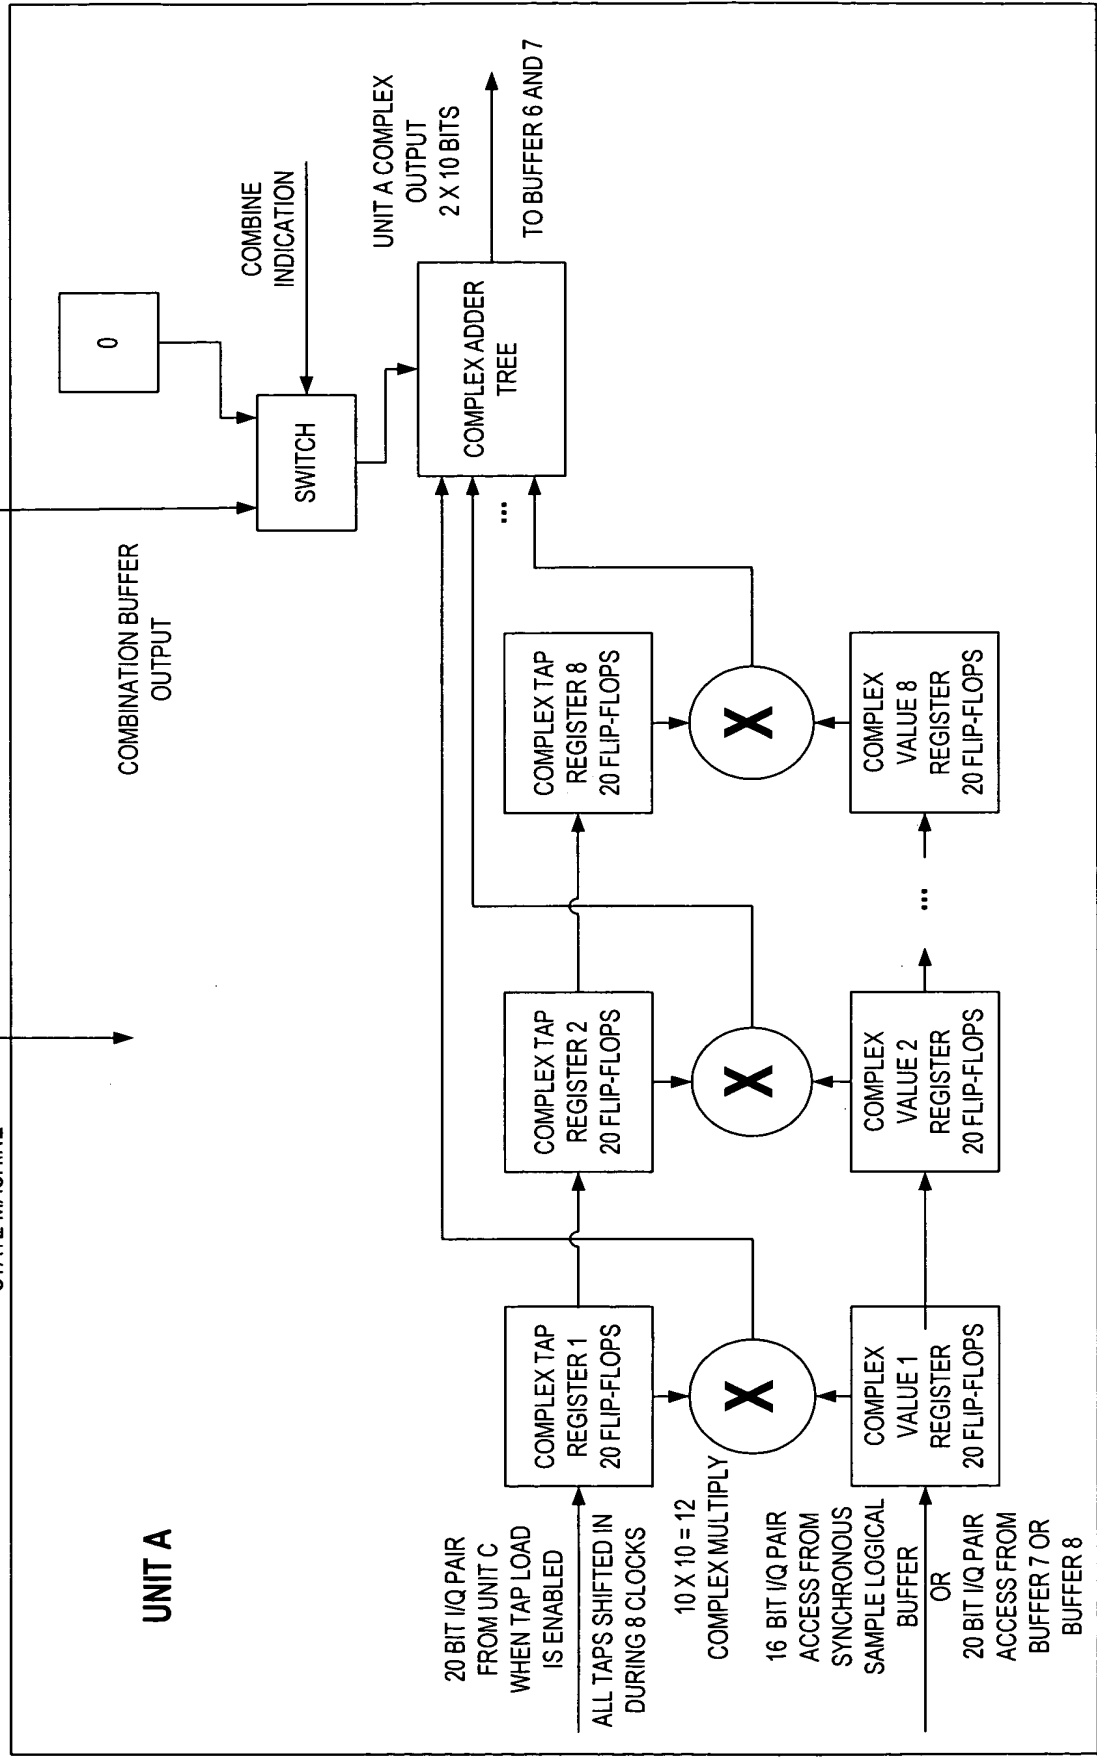 UNIT A
20 BIT I/Q PAIR
FROM UNIT C
WHEN TAP LOAD
IS ENABLED
ALL TAPS SHIFTED IN
DURING 8 CLOCKS
10 X 10 = 12
COMPLEX MULTIPLY
16 BIT I/Q PAIR
ACCESS FROM
SYNCHRONOUS
SAMPLE LOGICAL
BUFFER
OR
20 BIT I/Q PAIR
ACCESS FROM
BUFFER 7 OR
BUFFER 8
COMPLEX TAP
REGISTER 1
20 FLIP-FLOPS
X
COMPLEX
VALUE 1
REGISTER
20 FLIP-FLOPS
COMPLEX TAP
REGISTER 2
20 FLIP-FLOPS
X
COMPLEX
VALUE 2
REGISTER
20 FLIP-FLOPS
...
COMPLEX TAP
REGISTER 8
20 FLIP-FLOPS
X
COMPLEX
VALUE 8
REGISTER
20 FLIP-FLOPS
COMBINATION BUFFER
OUTPUT
...
SWITCH
0
COMBINE
INDICATION
COMPLEX ADDER
TREE
UNIT A COMPLEX
OUTPUT
2 X 10 BITS
TO BUFFER 6 AND 7